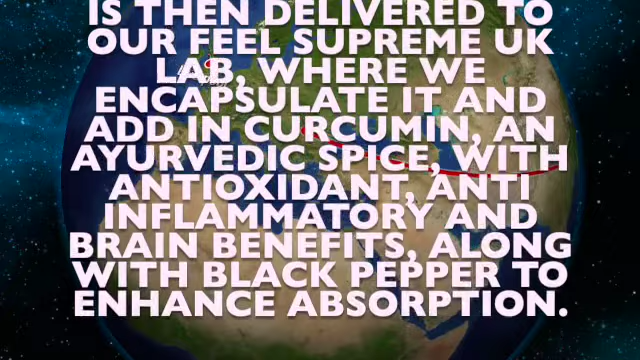 IS THEN DELIVERED TO
OUR FEEL SUPREME UK
LAB, WHERE WE
ENCAPSULATE IT AND
ADD IN CURCUMIN, AN
AYURVEDIC SPICE, WITH
ANTIOXIDANT, ANTI
INFLAMMATORY AND
BRAIN BENEFITS, ALONG
WITH BLACK PEPPER TO
ENHANCE ABSORPTION.